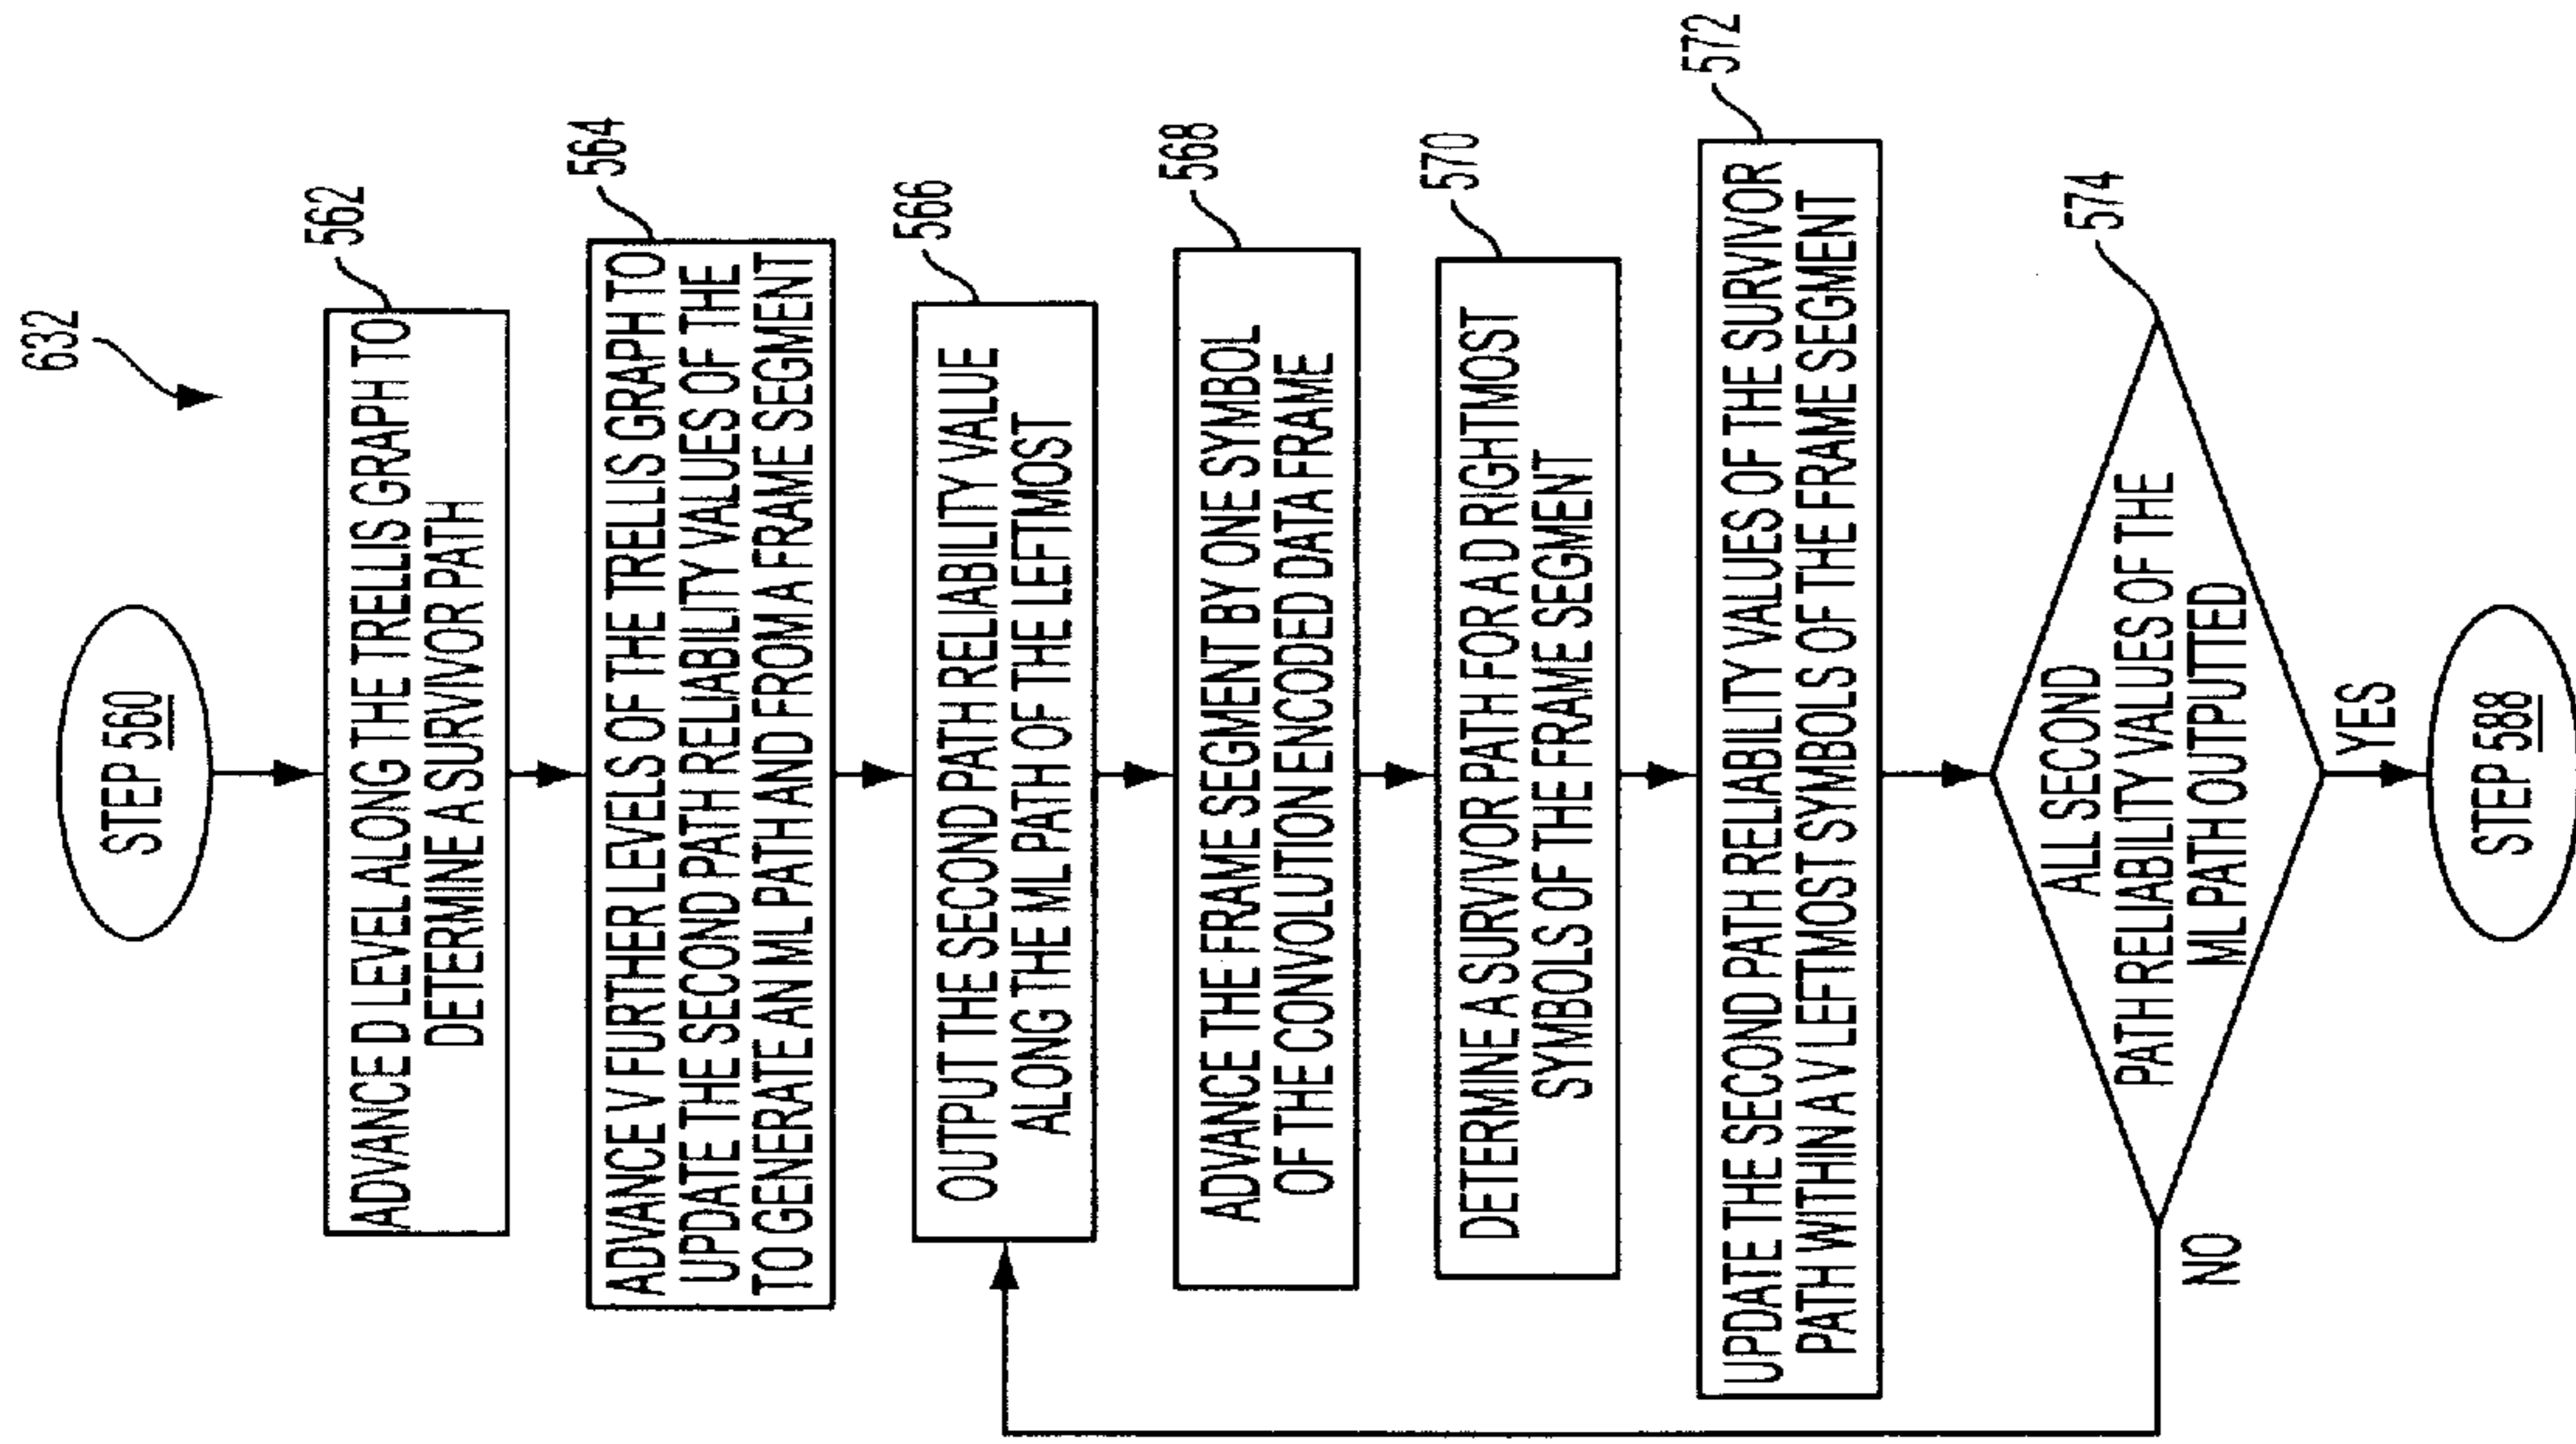 632
STEP 560
562
ADVANCE D LEVEL ALONG THE TRELLIS GRAPH TO
DETERMINE A SURVIVOR PATH
564
ADVANCE V FURTHER LEVELS OF THE TRELLIS GRAPH TO
UPDATE THE SECOND PATH RELIABILITY VALUES OF THE
TO GENERATE AN ML PATH AND FROM A FRAME SEGMENT
566
OUTPUT THE SECOND PATH RELIABILITY VALUE
ALONG THE ML PATH OF THE LEFTMOST
568
ADVANCE THE FRAME SEGMENT BY ONE SYMBOL
OF THE CONVOLUTION ENCODED DATA FRAME
570
DETERMINE A SURVIVOR PATH FOR A D RIGHTMOST
SYMBOLS OF THE FRAME SEGMENT
572
UPDATE THE SECOND PATH RELIABILITY VALUES OF THE SURVIVOR
PATH WITHIN A V LEFTMOST SYMBOLS OF THE FRAME SEGMENT
574
ALL SECOND
PATH RELIABILITY VALUES OF THE
ML PATH OUTPUTTED
NO
YES
STEP 588